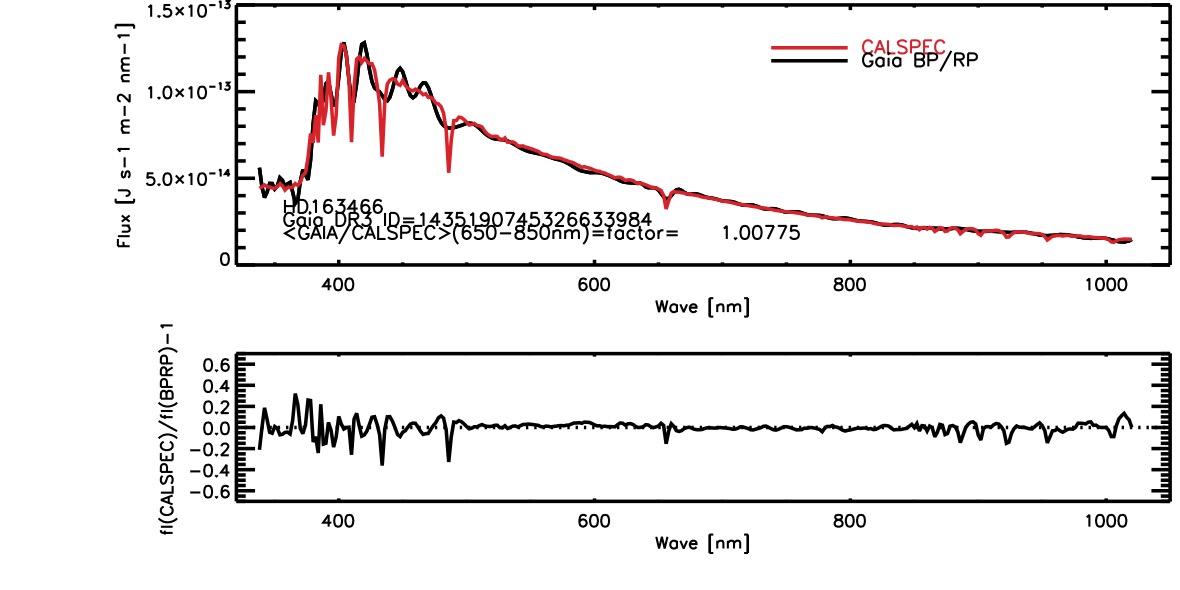 1.5×10⁻¹³
1.0×10⁻¹³
5.0×10⁻¹⁴
0
Flux [J s−1 m−2 nm−1]
CALSPEC
Gaia BP/RP
HD163466
Gaia DR3 ID=1435190745326633984
<GAIA/CALSPEC>(650−850nm)=factor= 1.00775
400 600 800 1000
Wave [nm]
fl(CALSPEC)/fl(BPRP)−1
0.6
0.4
0.2
0.0
−0.2
−0.4
−0.6
400 600 800 1000
Wave [nm]